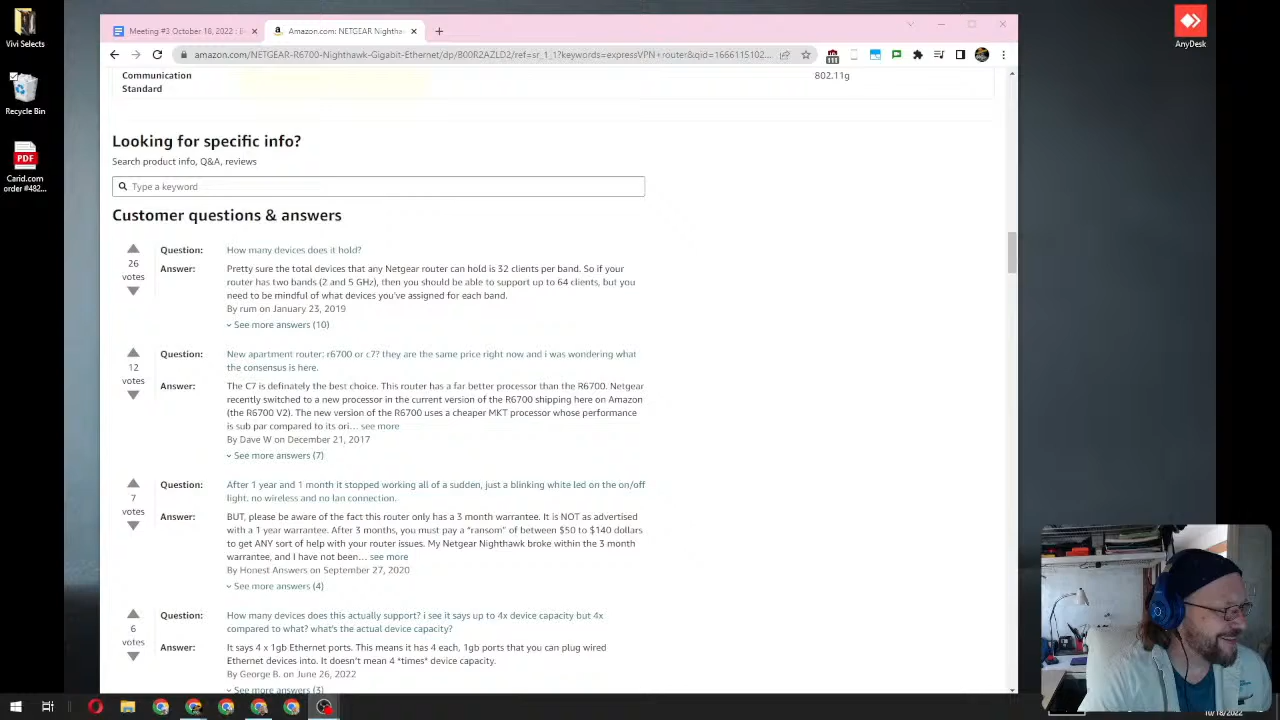 Vivi Selects
Recycle Bin
PDF
Carid.com
order #482...
AnyDesk
Meeting #3 October 18, 2022 |
Amazon.com: NETGEAR Nightha
amazon.com/NETGEAR-R6700-Nighthawk-Gigabit-Ethernet/dp/B00R2AZLD2/ref=sr_1_1?keywords=expressVPN+router&qid=1666115102...
Communication
Standard
802.11g
Looking for specific info?
Search product info, Q&A, reviews
Type a keyword
Customer questions & answers
26
votes
Question:
How many devices does it hold?
Answer:
Pretty sure the total devices that any Netgear router can hold is 32 clients per band. So if your
router has two bands (2 and 5 GHz), then you should be able to support up to 64 clients, but you
need to be mindful of what devices you've assigned for each band.
By rum on January 23, 2019
See more answers (10)
12
votes
Question:
New apartment router: r6700 or c7? they are the same price right now and i was wondering what
the consensus is here.
Answer:
The C7 is definately the best choice. This router has a far better processor than the R6700. Netgear
recently switched to a new processor in the current version of the R6700 shipping here on Amazon
(the R6700 V2). The new version of the R6700 uses a cheaper MKT processor whose performance
is sub par compared to its ori… see more
By Dave W on December 21, 2017
See more answers (7)
7
votes
Question:
After 1 year and 1 month it stopped working all of a sudden, just a blinking white led on the on/off
light. no wireless and no lan connection.
Answer:
BUT, please be aware of the fact this router only has a 3 month warrantee. It is NOT as advertised
with a 1 year warrantee. After 3 months, you must pay a "ransom" of between $50 to $140 dollars
to get ANY sort of help with your router issues. My Netgear Nighthawk broke within the 3 month
warrantee, and I have not been… see more
By Honest Answers on September 27, 2020
See more answers (4)
6
votes
Question:
How many devices does this actually support? i see it says up to 4x device capacity but 4x
compared to what? what's the actual device capacity?
Answer:
It says 4 x 1gb Ethernet ports. This means it has 4 each, 1gb ports that you can plug wired
Ethernet devices into. It doesn't mean 4 *times* device capacity.
By George B. on June 26, 2022
See more answers (3)
10/18/2022